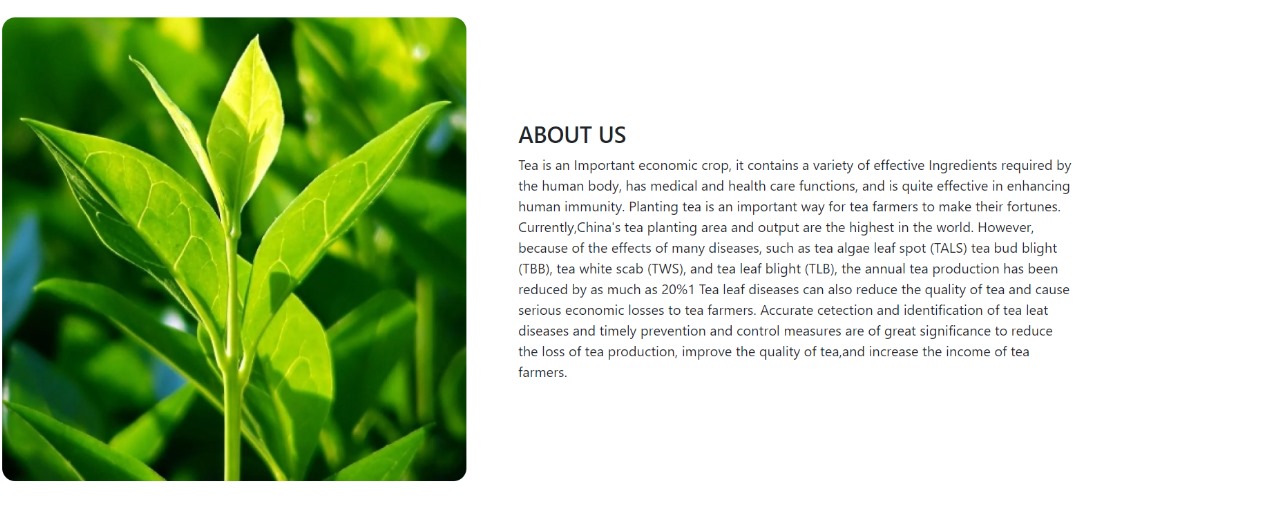 ABOUT US
Tea is an Important economic crop, it contains a variety of effective Ingredients required by
the human body, has medical and health care functions, and is quite effective in enhancing
human immunity. Planting tea is an important way for tea farmers to make their fortunes.
Currently,China's tea planting area and output are the highest in the world. However,
because of the effects of many diseases, such as tea algae leaf spot (TALS) tea bud blight
(TBB), tea white scab (TWS), and tea leaf blight (TLB), the annual tea production has been
reduced by as much as 20%1 Tea leaf diseases can also reduce the quality of tea and cause
serious economic losses to tea farmers. Accurate cetection and identification of tea leat
diseases and timely prevention and control measures are of great significance to reduce
the loss of tea production, improve the quality of tea,and increase the income of tea
farmers.